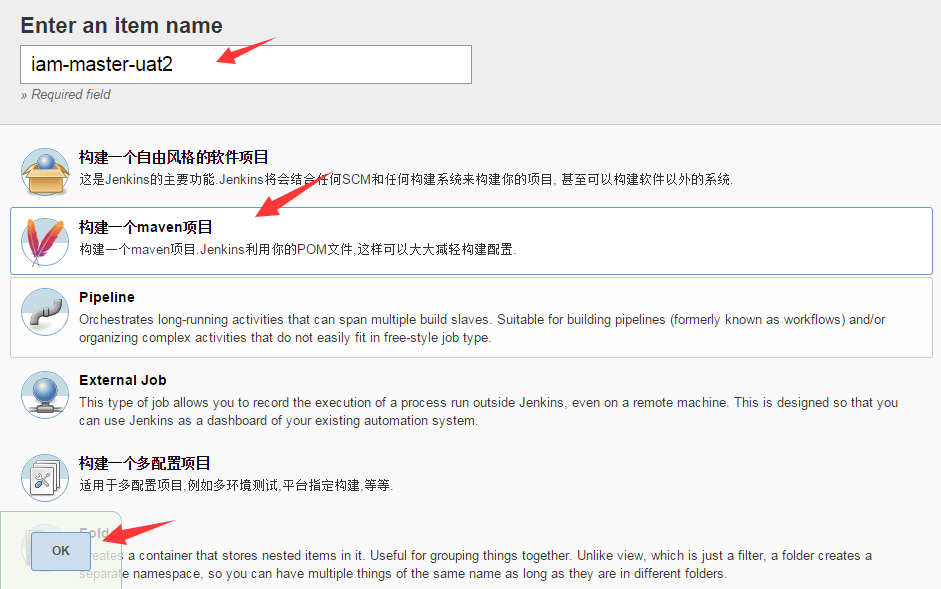 Enter an item name
iam-master-uat2
» Required field
构建一个自由风格的软件项目
这是Jenkins的主要功能.Jenkins将会结合任何SCM和任何构建系统来构建你的项目, 甚至可以构建软件以外的系统.
构建一个maven项目
构建一个maven项目.Jenkins利用你的POM文件,这样可以大大减轻构建配置.
Pipeline
Orchestrates long-running activities that can span multiple build slaves. Suitable for building pipelines (formerly known as workflows) and/or
organizing complex activities that do not easily fit in free-style job type.
External Job
This type of job allows you to record the execution of a process run outside Jenkins, even on a remote machine. This is designed so that you
can use Jenkins as a dashboard of your existing automation system.
构建一个多配置项目
适用于多配置项目,例如多环境测试,平台指定构建,等等.
Folder
OK
Creates a container that stores nested items in it. Useful for grouping things together. Unlike view, which is just a filter, a folder creates a
separate namespace, so you can have multiple things of the same name as long as they are in different folders.